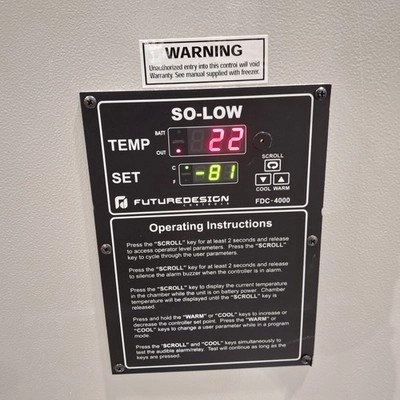 WARNING
Unauthorized entry into this control will void
Warranty. See manual supplied with freezer.
SO-LOW
TEMP
BATT
OUT
22
SET
C
F
-81
SCROLL
COOL WARM
FUTUREDESIGN
CONTROLS
FDC-4000
Operating Instructions
Press the "SCROLL" key for at least 2 seconds and release
to access operator level parameters. Press the "SCROLL"
key to cycle through the user parameters.
Press the "SCROLL" key for at least 2 seconds and release
to silence the alarm buzzer when the controller is in alarm.
Press the "SCROLL" key to display the current temperature
in the chamber while the unit is on battery power. Chamber
temperature will be displayed until the "SCROLL" key is
released.
Press and hold the "WARM" or "COOL" keys to increase or
decrease the controller set point. Press the "WARM" or
"COOL" keys to change a user parameter while in a program
mode.
Press the "SCROLL" and "COOL" keys simultaneously to
test the audible alarm/relay. Test will continue as long as the
keys are pressed.